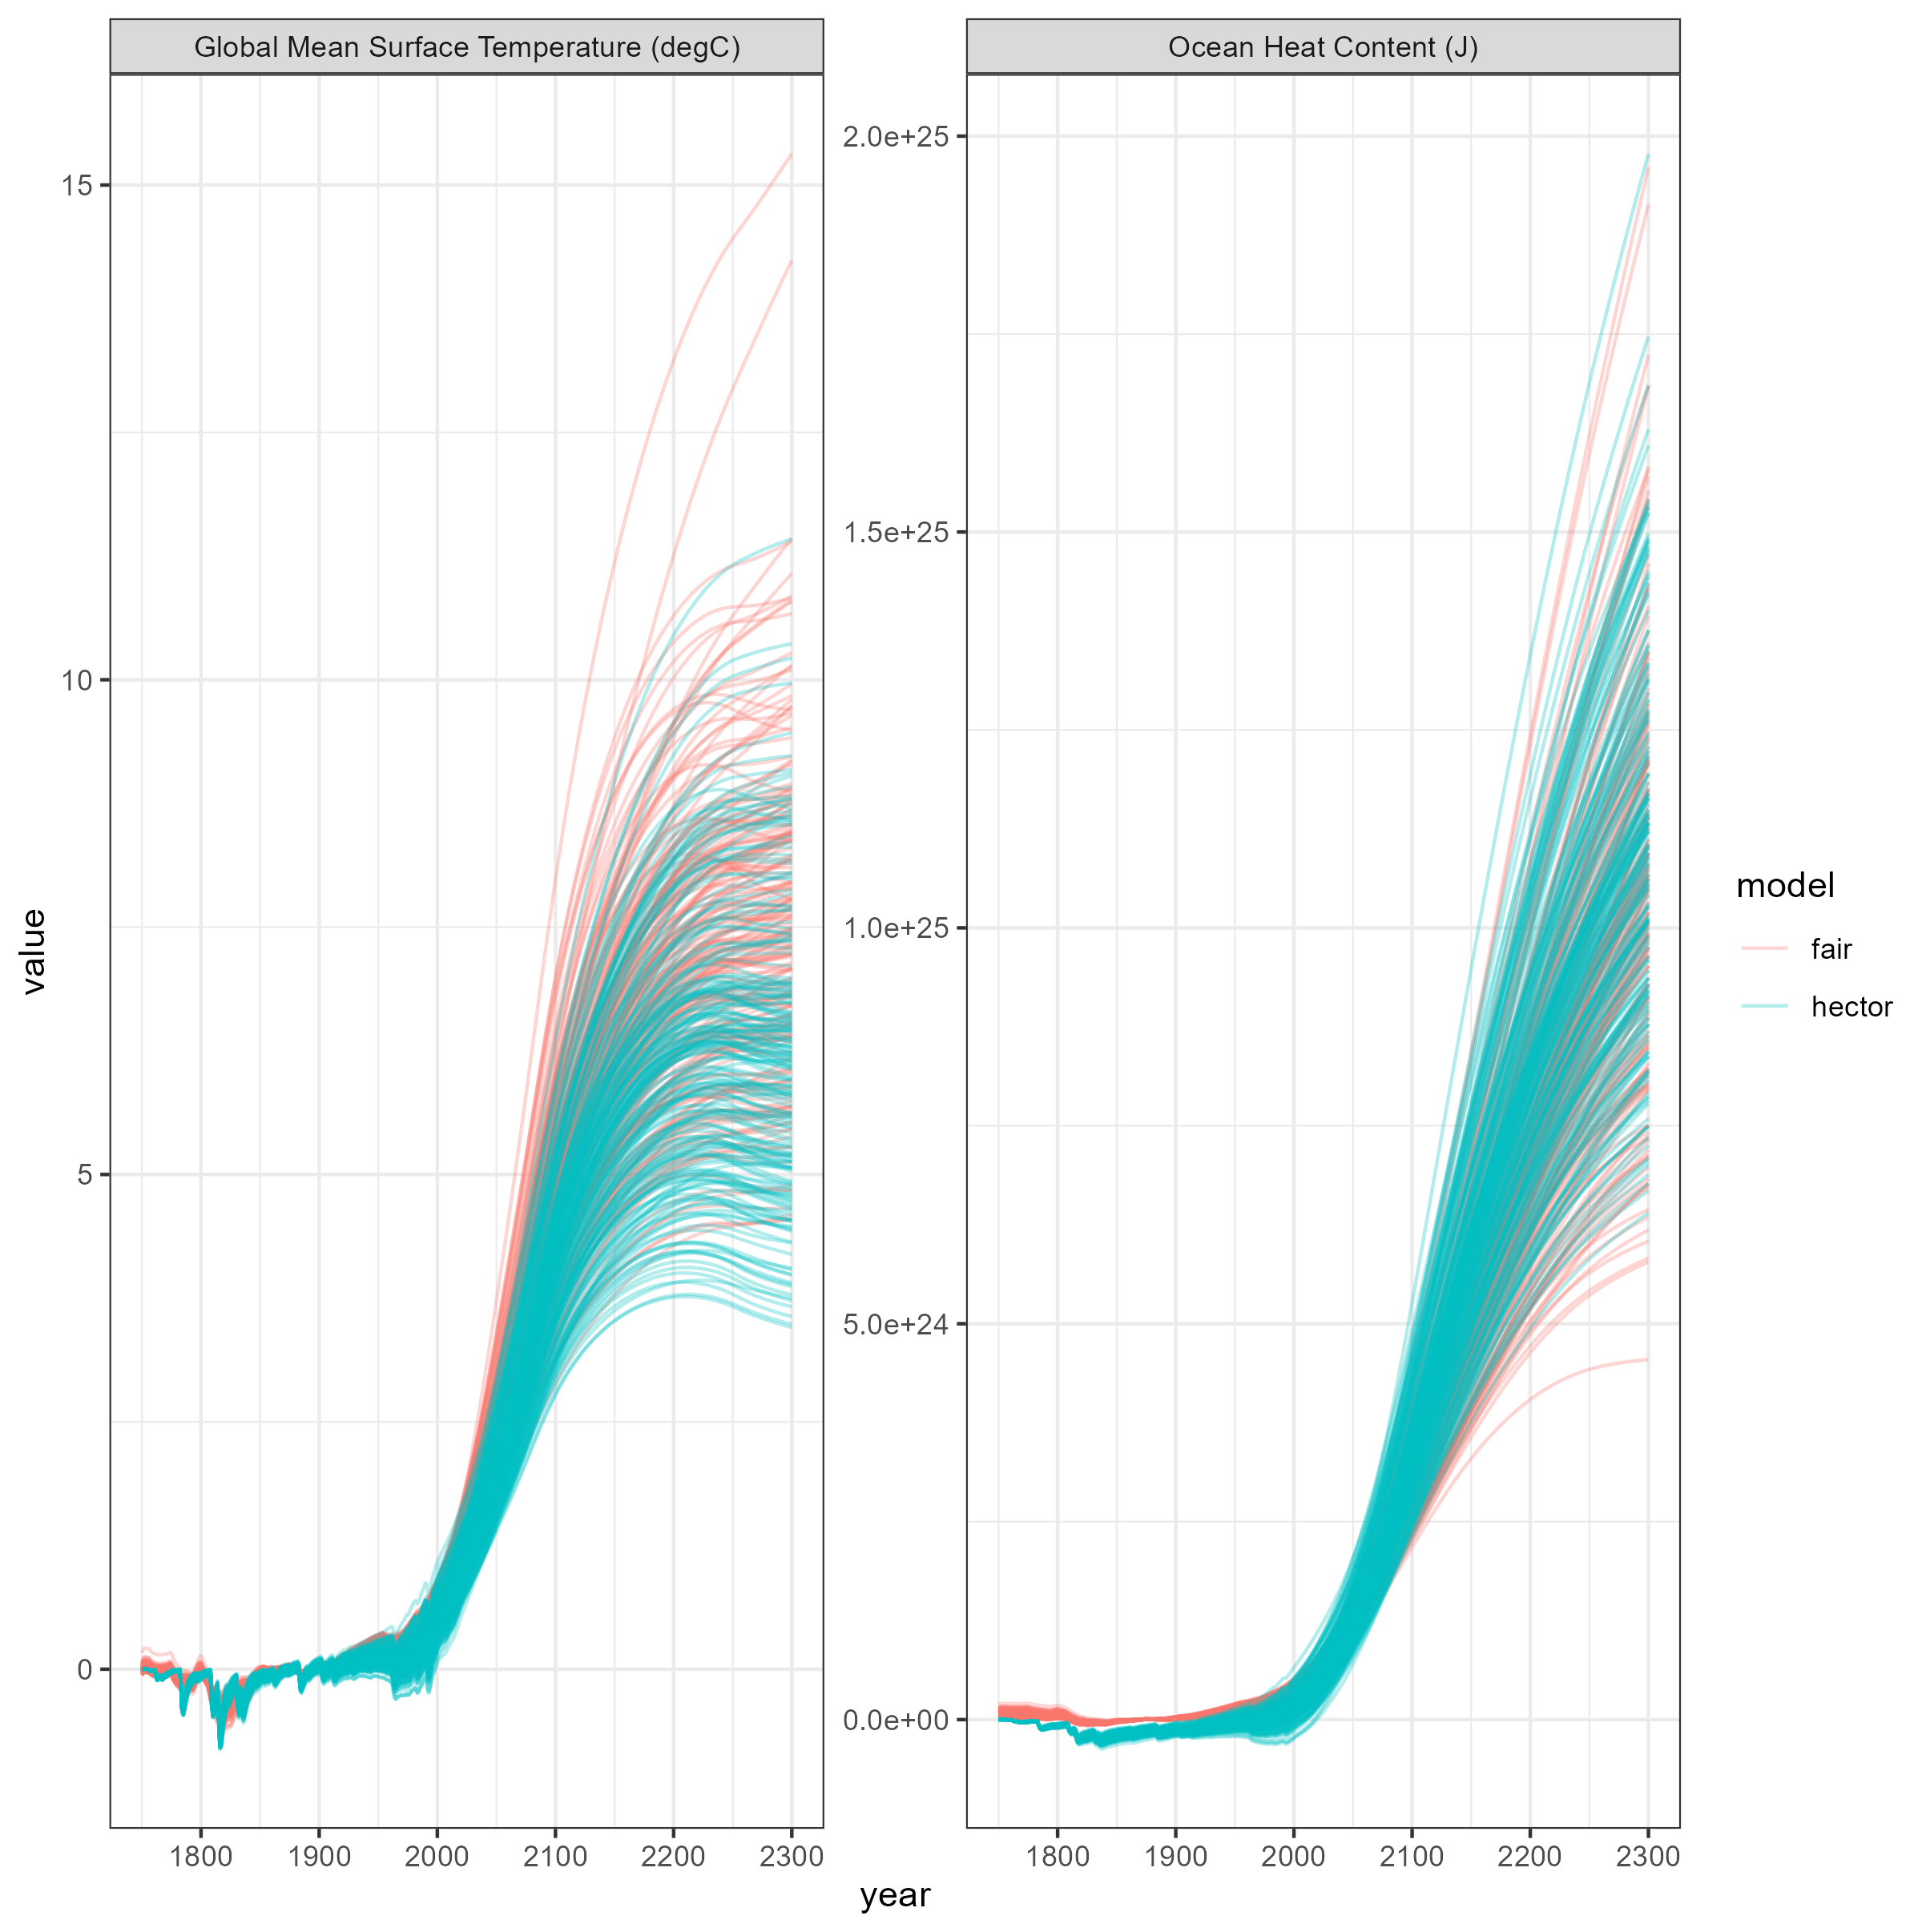 Global Mean Surface Temperature (degC)
Ocean Heat Content (J)
value
15
10
5
0
2.0e+25
1.5e+25
1.0e+25
5.0e+24
0.0e+00
1800 1900 2000 2100 2200 2300
1800 1900 2000 2100 2200 2300
year
model
fair
hector